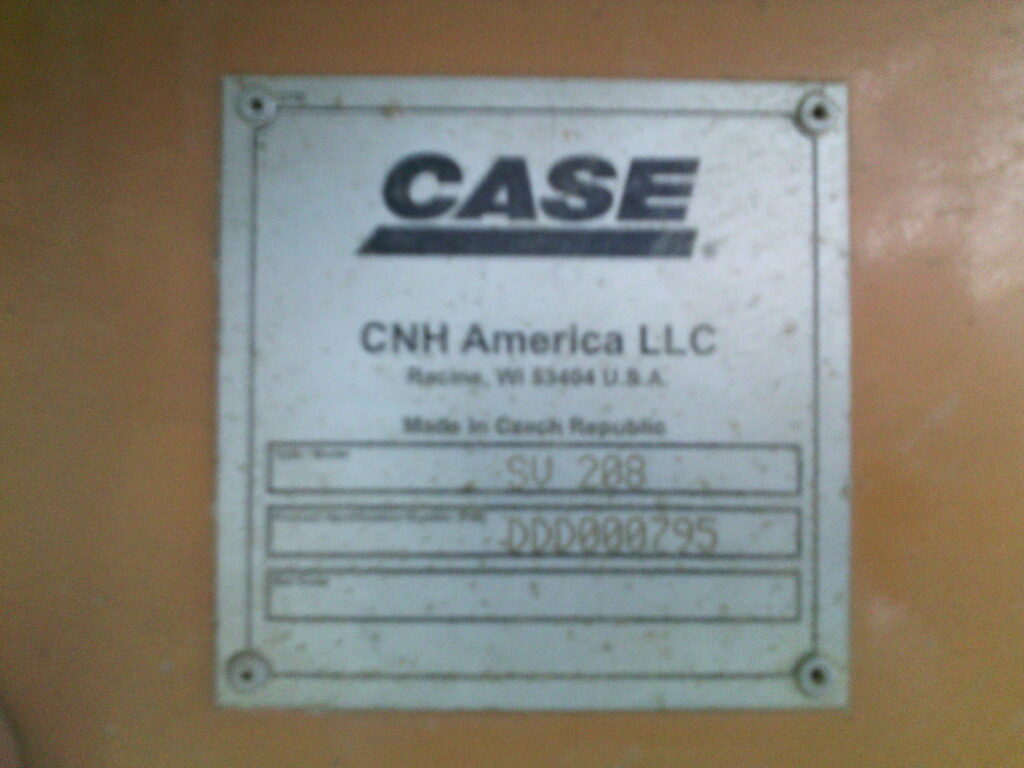 CASE
CNH America LLC
Racine, WI 53404 U.S.A.
Made in Czech Republic
SV 208
DDD000795